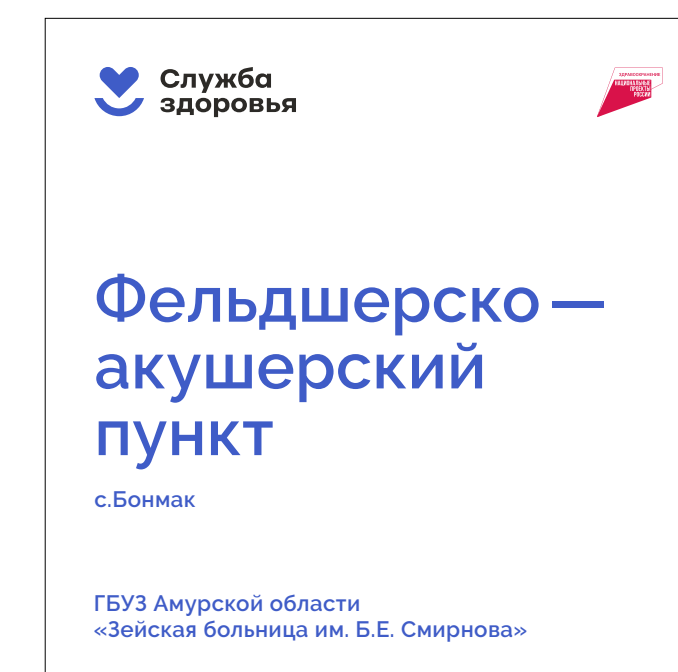 Служба
здоровья
ЗДРАВООХРАНЕНИЕ
НАЦИОНАЛЬНЫЕ
ПРОЕКТЫ
РОССИИ
Фельдшерско —
акушерский
пункт
с.Бонмак
ГБУЗ Амурской области
«Зейская больница им. Б.Е. Смирнова»